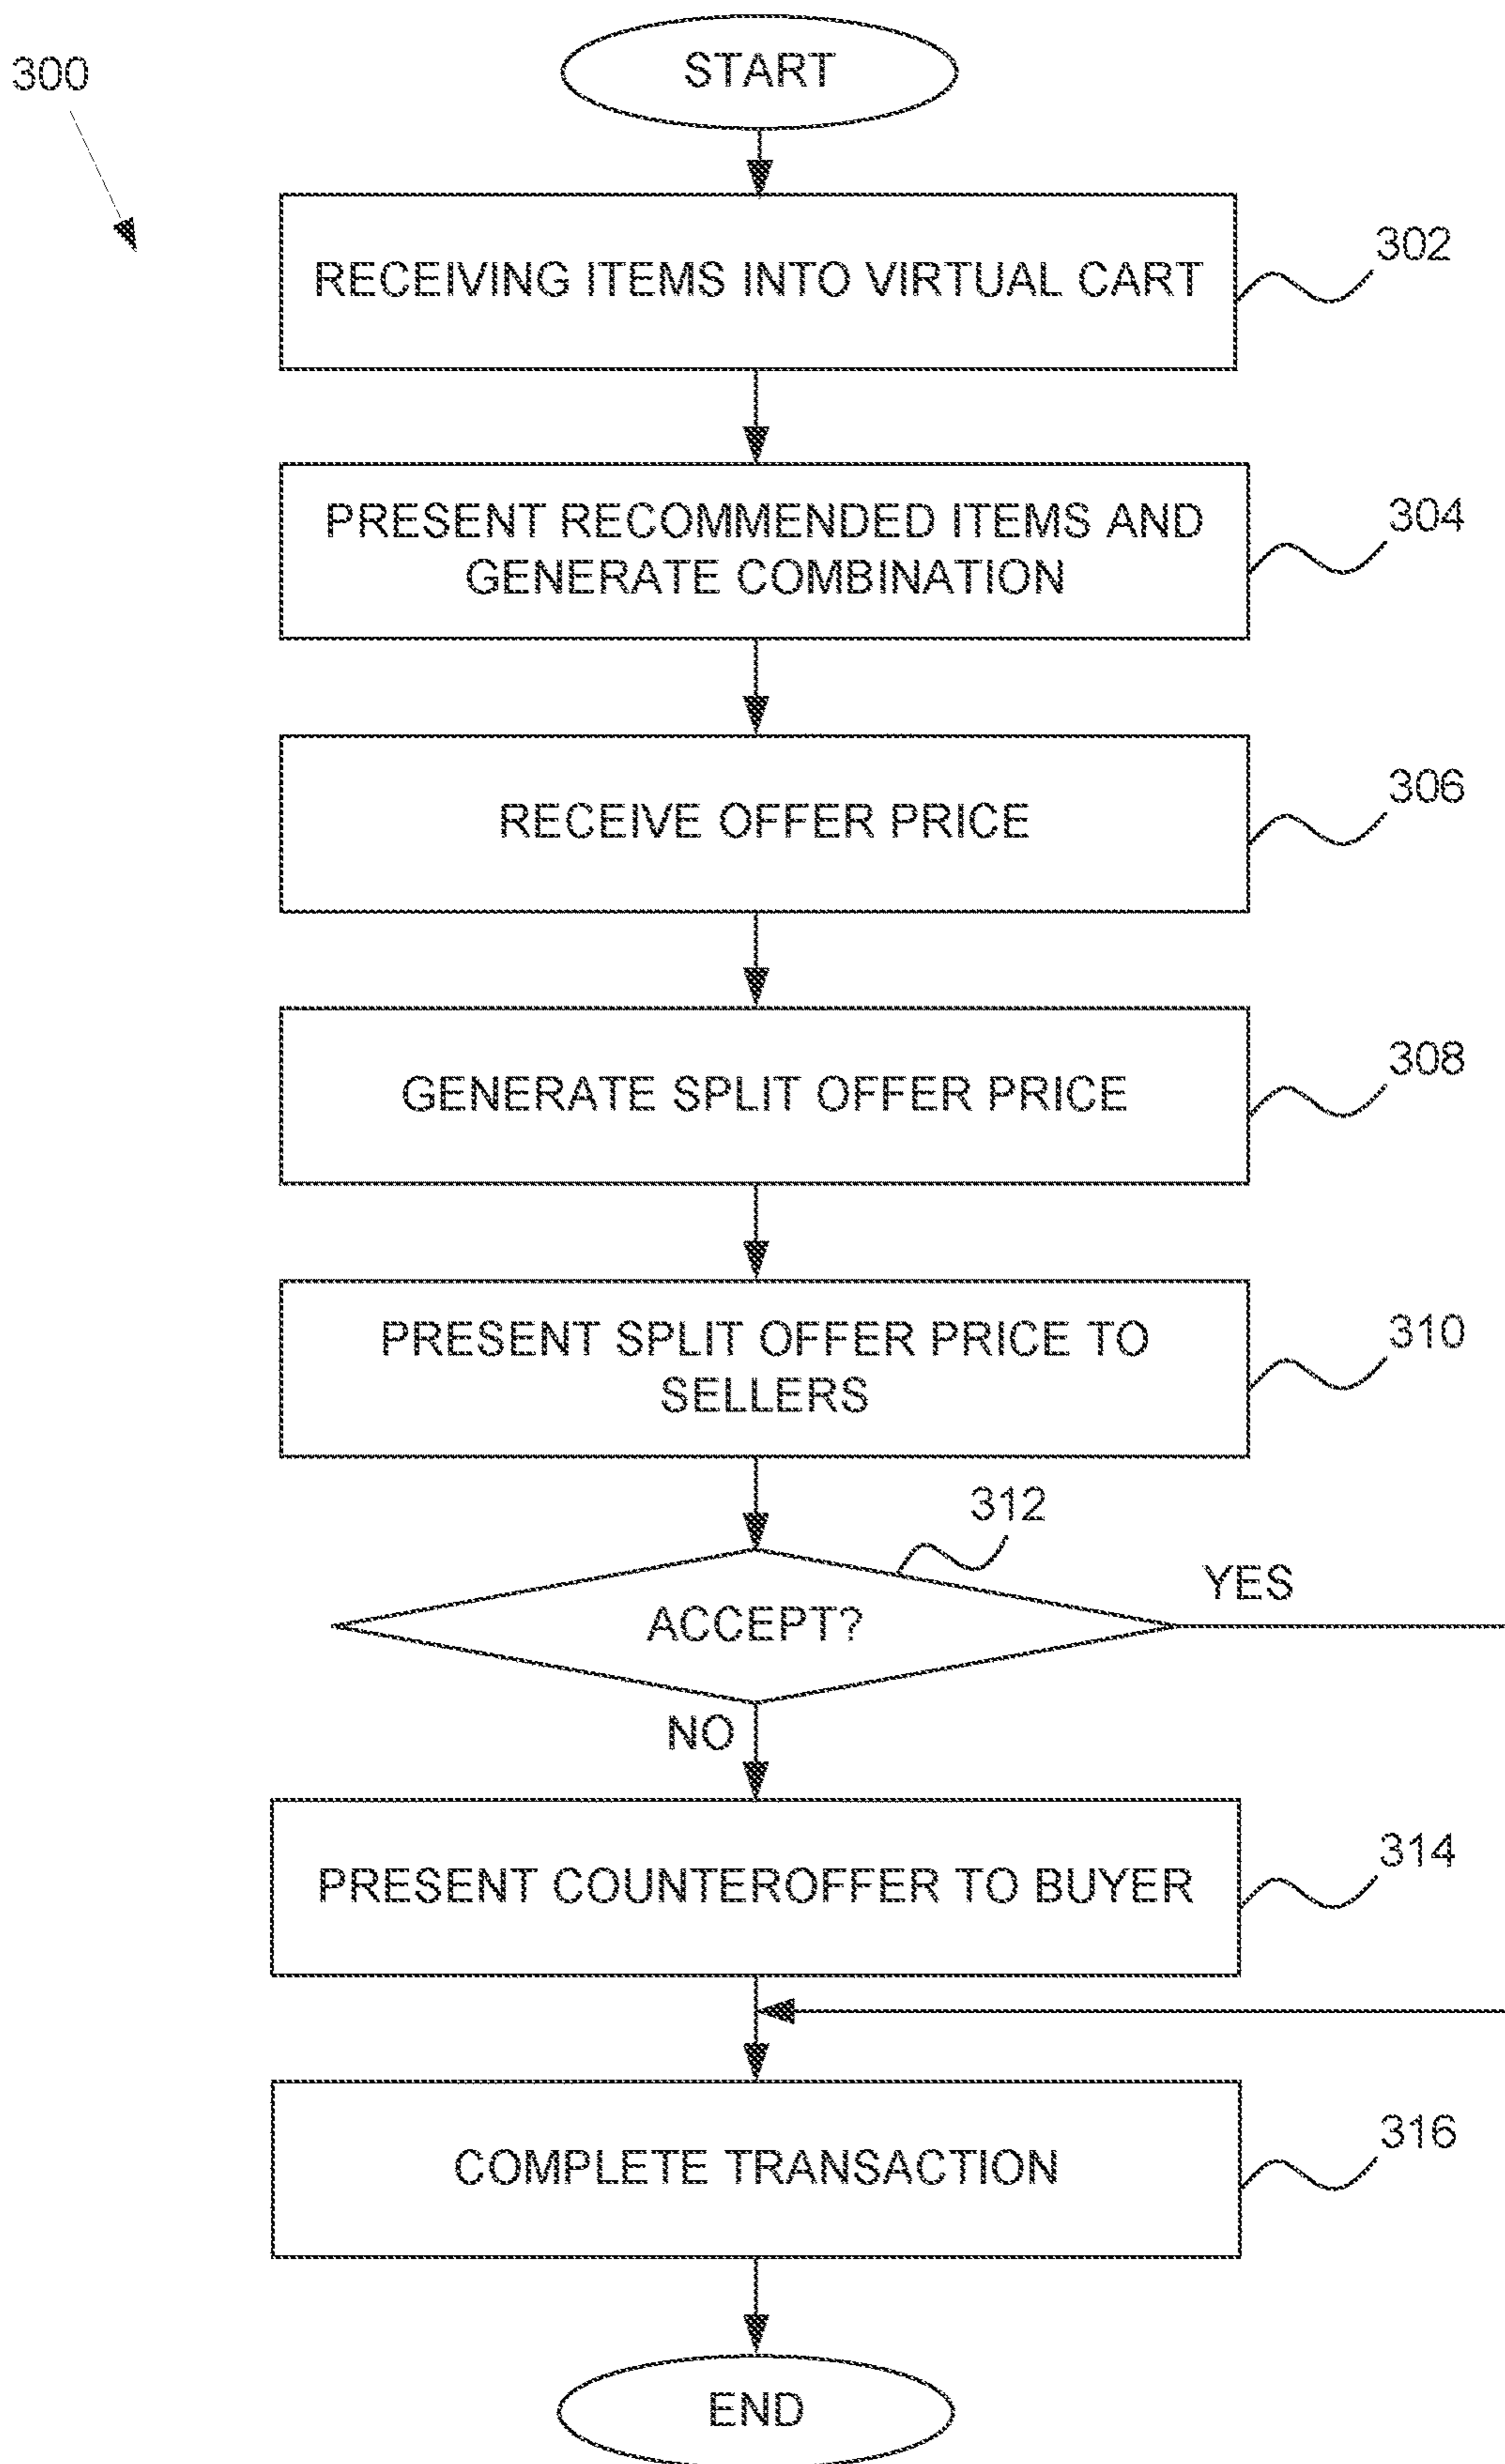 START
300
RECEIVING ITEMS INTO VIRTUAL CART
302
PRESENT RECOMMENDED ITEMS AND
GENERATE COMBINATION
304
RECEIVE OFFER PRICE
306
GENERATE SPLIT OFFER PRICE
308
PRESENT SPLIT OFFER PRICE TO
SELLERS
310
312
ACCEPT?
YES
NO
PRESENT COUNTEROFFER TO BUYER
314
COMPLETE TRANSACTION
316
END